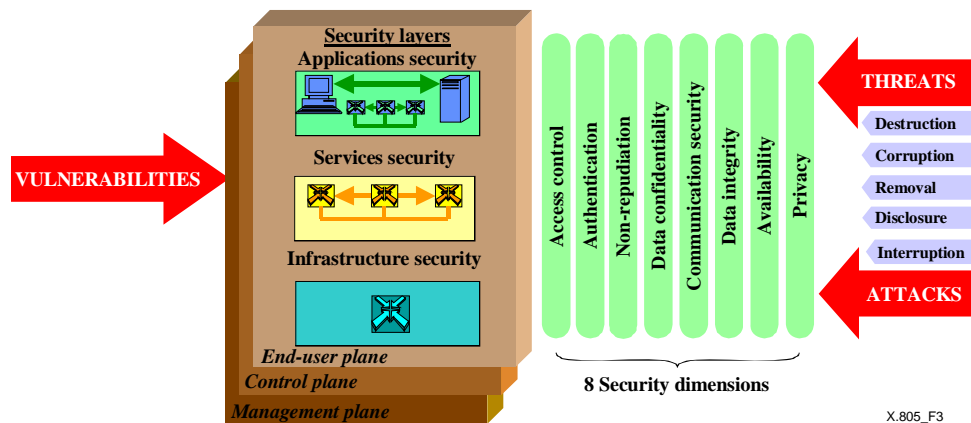 Security layers
Applications security
Services security
Infrastructure security
End-user plane
Control plane
Management plane
VULNERABILITIES
Access control
Authentication
Non-repudiation
Data confidentiality
Communication security
Data integrity
Availability
Privacy
8 Security dimensions
THREATS
Destruction
Corruption
Removal
Disclosure
Interruption
ATTACKS
X.805_F3